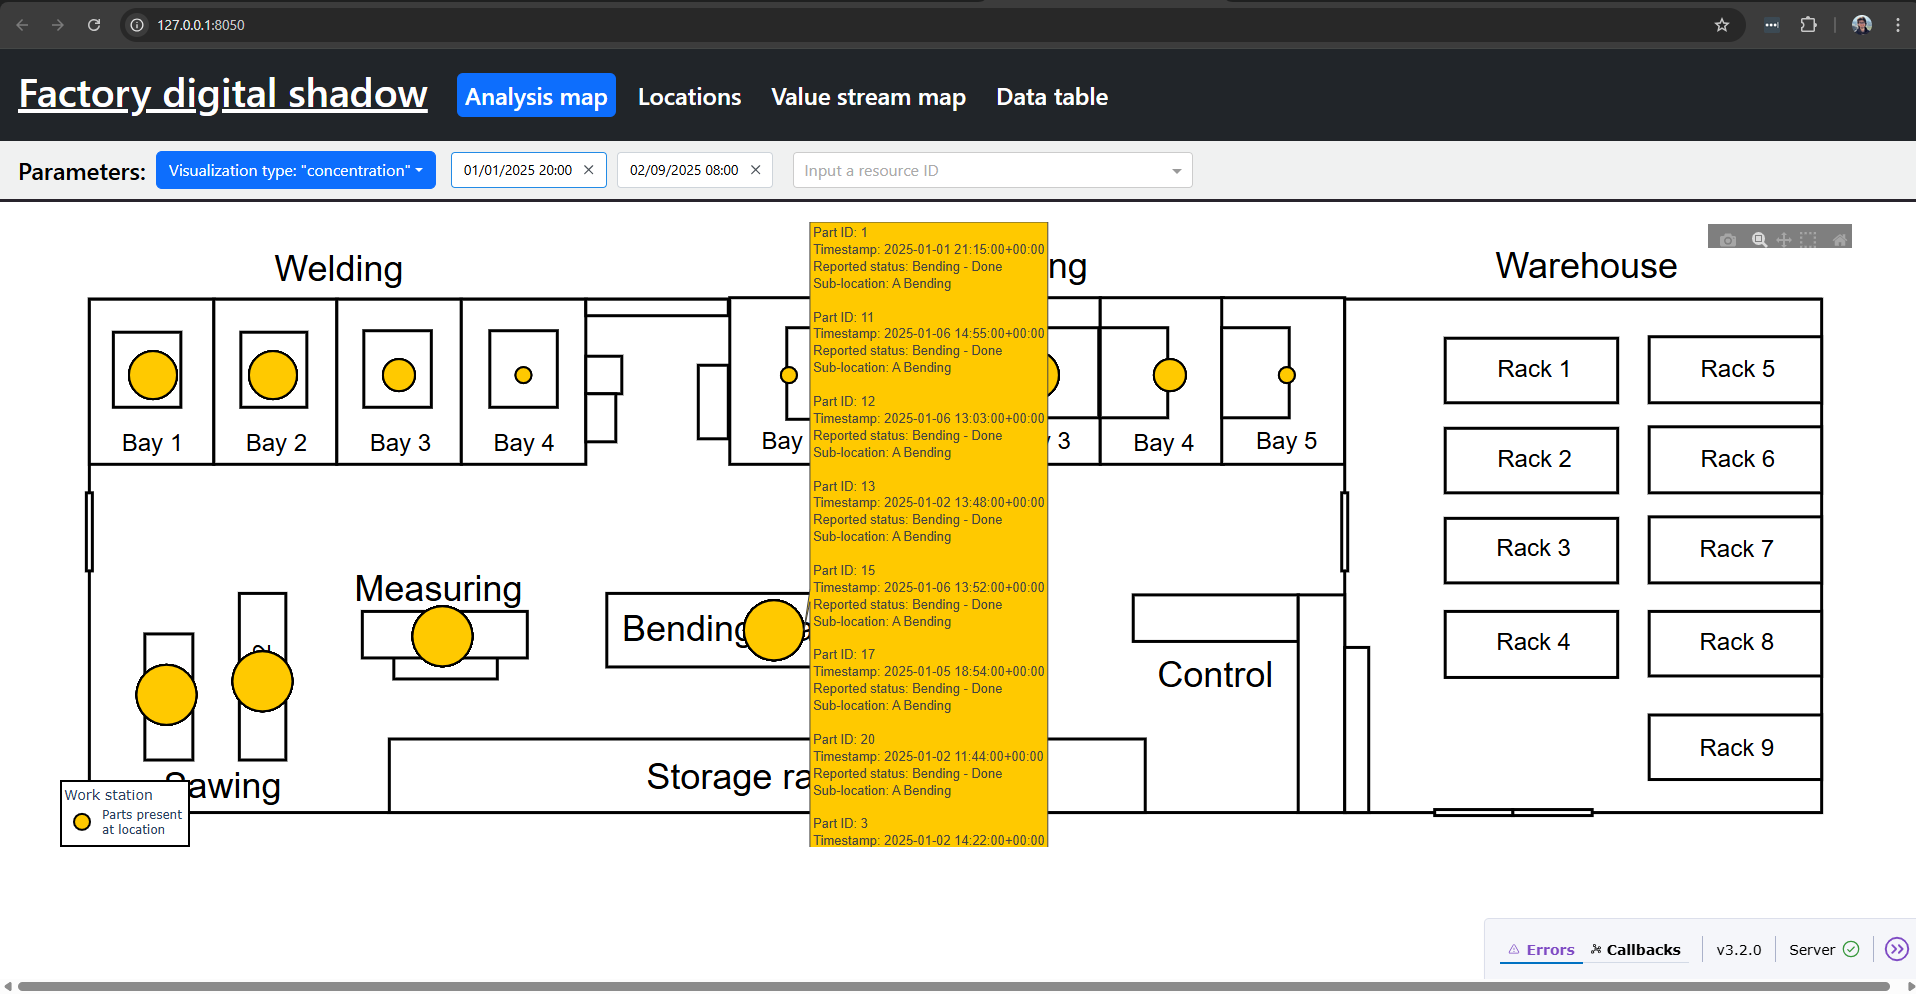 127.0.0.1:8050
Factory digital shadow
Analysis map
Locations
Value stream map
Data table
Parameters:
Visualization type: "concentration"
01/01/2025 20:00
02/09/2025 08:00
Input a resource ID
Welding
ng
Warehouse
Part ID: 1
Timestamp: 2025-01-01 21:15:00+00:00
Reported status: Bending - Done
Sub-location: A Bending
Part ID: 11
Timestamp: 2025-01-06 14:55:00+00:00
Reported status: Bending - Done
Sub-location: A Bending
Part ID: 12
Timestamp: 2025-01-06 13:03:00+00:00
Reported status: Bending - Done
Sub-location: A Bending
Part ID: 13
Timestamp: 2025-01-02 13:48:00+00:00
Reported status: Bending - Done
Sub-location: A Bending
Part ID: 15
Timestamp: 2025-01-06 13:52:00+00:00
Reported status: Bending - Done
Sub-location: A Bending
Part ID: 17
Timestamp: 2025-01-05 18:54:00+00:00
Reported status: Bending - Done
Sub-location: A Bending
Part ID: 20
Timestamp: 2025-01-02 11:44:00+00:00
Reported status: Bending - Done
Sub-location: A Bending
Part ID: 3
Timestamp: 2025-01-02 14:22:00+00:00
Bay 1
Bay 2
Bay 3
Bay 4
Bay
3
Bay 4
Bay 5
Rack 1
Rack 5
Rack 2
Rack 6
Rack 3
Rack 7
Rack 4
Rack 8
Rack 9
Measuring
Bending
Control
Storage ra
awing
Work station
Parts present
at location
Errors
Callbacks
v3.2.0
Server